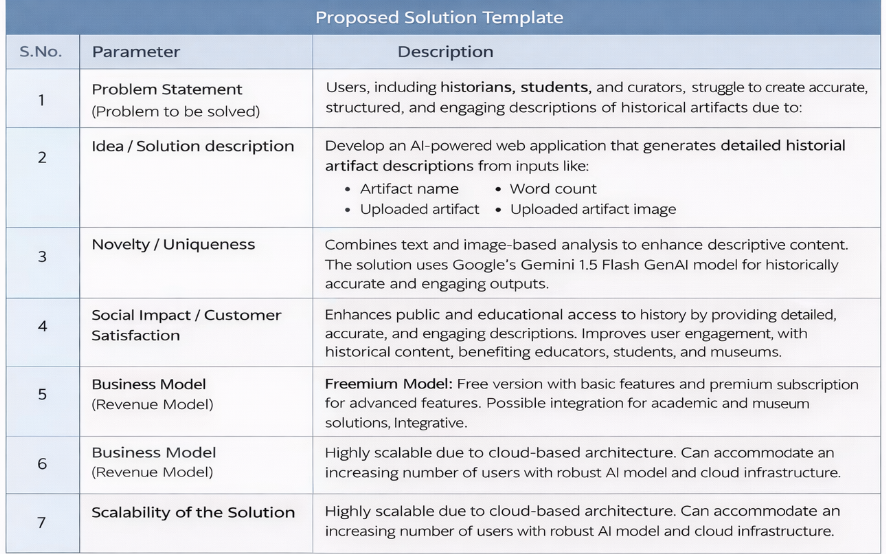 Proposed Solution Template
S.No. Parameter Description
1 Problem Statement
(Problem to be solved)
Users, including historians, students, and curators, struggle to create accurate,
structured, and engaging descriptions of historical artifacts due to:
2 Idea / Solution description
Develop an AI-powered web application that generates detailed historial
artifact descriptions from inputs like:
• Artifact name • Word count
• Uploaded artifact • Uploaded artifact image
3 Novelty / Uniqueness
Combines text and image-based analysis to enhance descriptive content.
The solution uses Google's Gemini 1.5 Flash GenAI model for historically
accurate and engaging outputs.
4 Social Impact / Customer
Satisfaction
Enhances public and educational access to history by providing detailed,
accurate, and engaging descriptions. Improves user engagement, with
historical content, benefiting educators, students, and museums.
5 Business Model
(Revenue Model)
Freemium Model: Free version with basic features and premium subscription
for advanced features. Possible integration for academic and museum
solutions, Integrative.
6 Business Model
(Revenue Model)
Highly scalable due to cloud-based architecture. Can accommodate an
increasing number of users with robust AI model and cloud infrastructure.
7 Scalability of the Solution
Highly scalable due to cloud-based architecture. Can accommodate an
increasing number of users with robust AI model and cloud infrastructure.